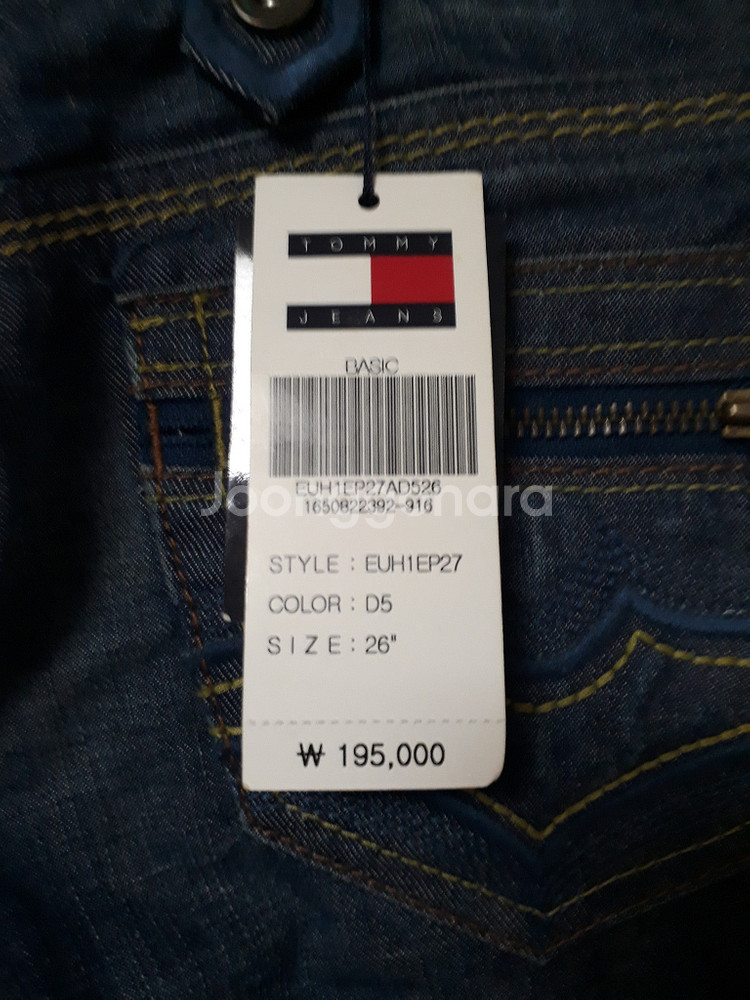 TOMMY
JEANS
BASIC
EUH1EP27AD526
1650822392-916
Joonggonara
STYLE : EUH1EP27
COLOR : D5
SIZE : 26"
₩ 195,000